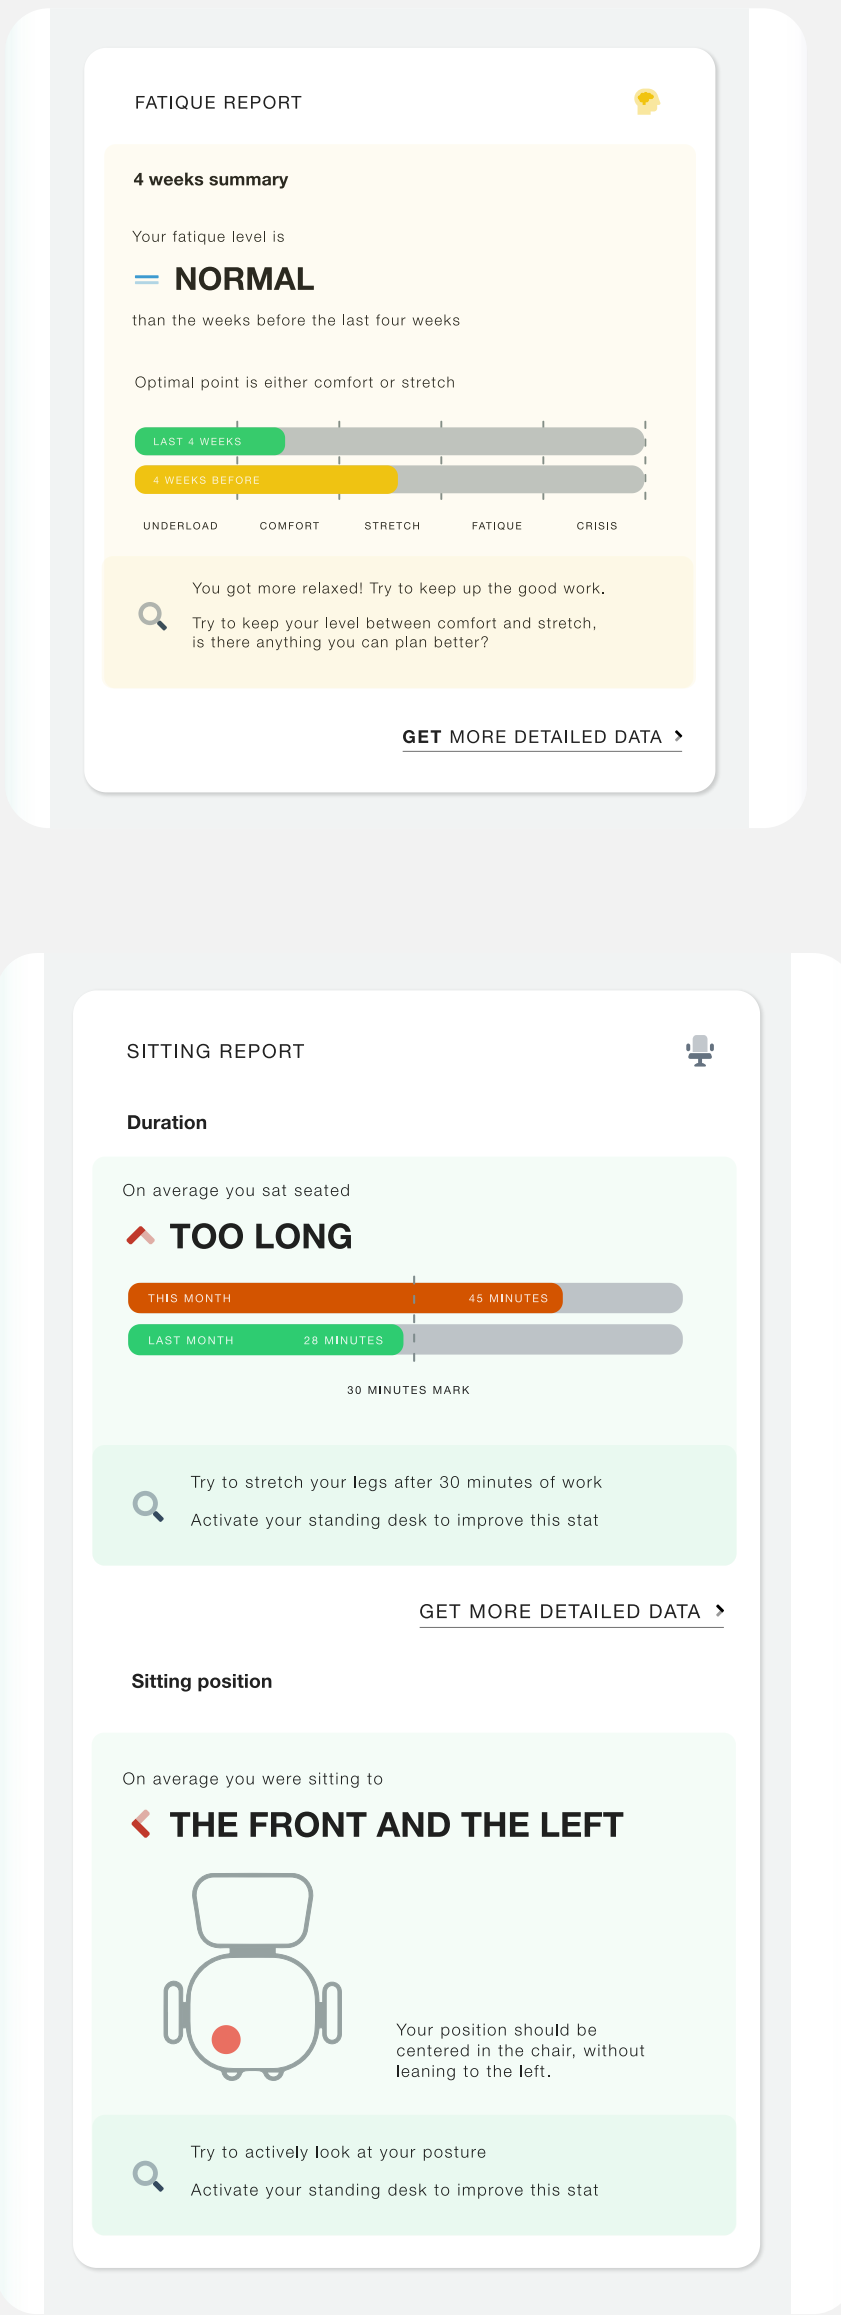 FATIQUE REPORT
4 weeks summary
Your fatique level is
NORMAL
than the weeks before the last four weeks
Optimal point is either comfort or stretch
LAST 4 WEEKS
4 WEEKS BEFORE
UNDERLOAD COMFORT STRETCH FATIQUE CRISIS
You got more relaxed! Try to keep up the good work.
Try to keep your level between comfort and stretch,
is there anything you can plan better?
GET MORE DETAILED DATA
SITTING REPORT
Duration
On average you sat seated
TOO LONG
THIS MONTH 45 MINUTES
LAST MONTH 28 MINUTES
30 MINUTES MARK
Try to stretch your legs after 30 minutes of work
Activate your standing desk to improve this stat
GET MORE DETAILED DATA
Sitting position
On average you were sitting to
THE FRONT AND THE LEFT
Your position should be
centered in the chair, without
leaning to the left.
Try to actively look at your posture
Activate your standing desk to improve this stat